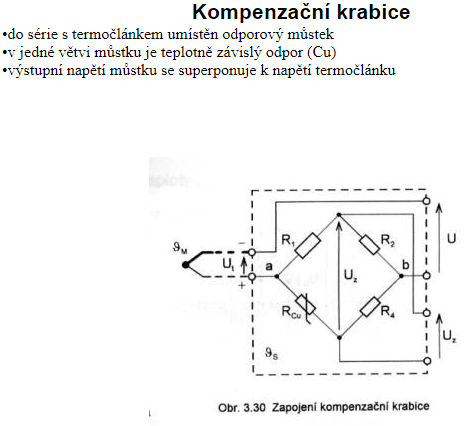 Kompenzační krabice
•do série s termočlánkem umístěn odporový můstek
•v jedné větvi můstku je teplotně závislý odpor (Cu)
•výstupní napětí můstku se superponuje k napětí termočlánku
ϑM
−
Ut
+
a
R1
R2
b
U
Uz
RCu
R4
Uz
ϑS
Obr. 3.30 Zapojení kompenzační krabice